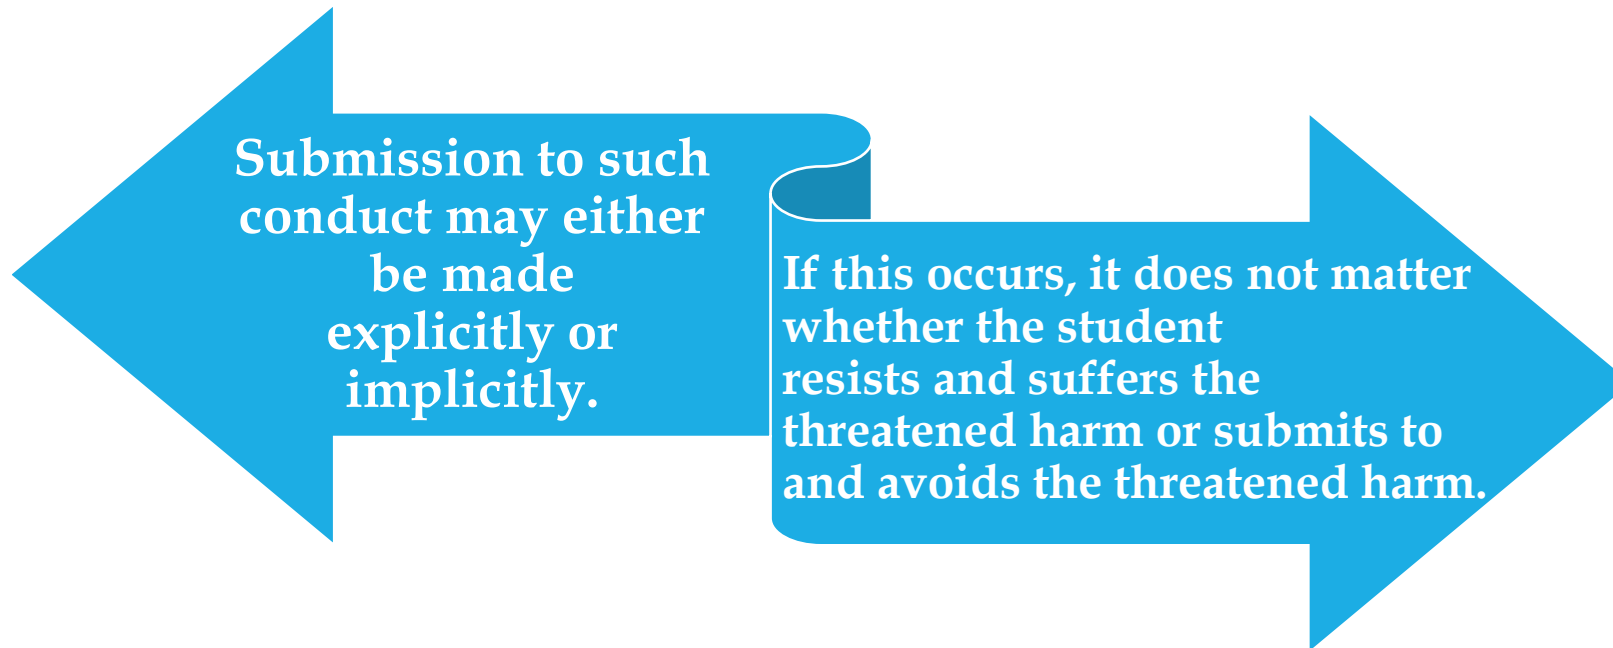 Submission to such
conduct may either
be made
explicitly or
implicitly.
If this occurs, it does not matter
whether the student
resists and suffers the
threatened harm or submits to
and avoids the threatened harm.